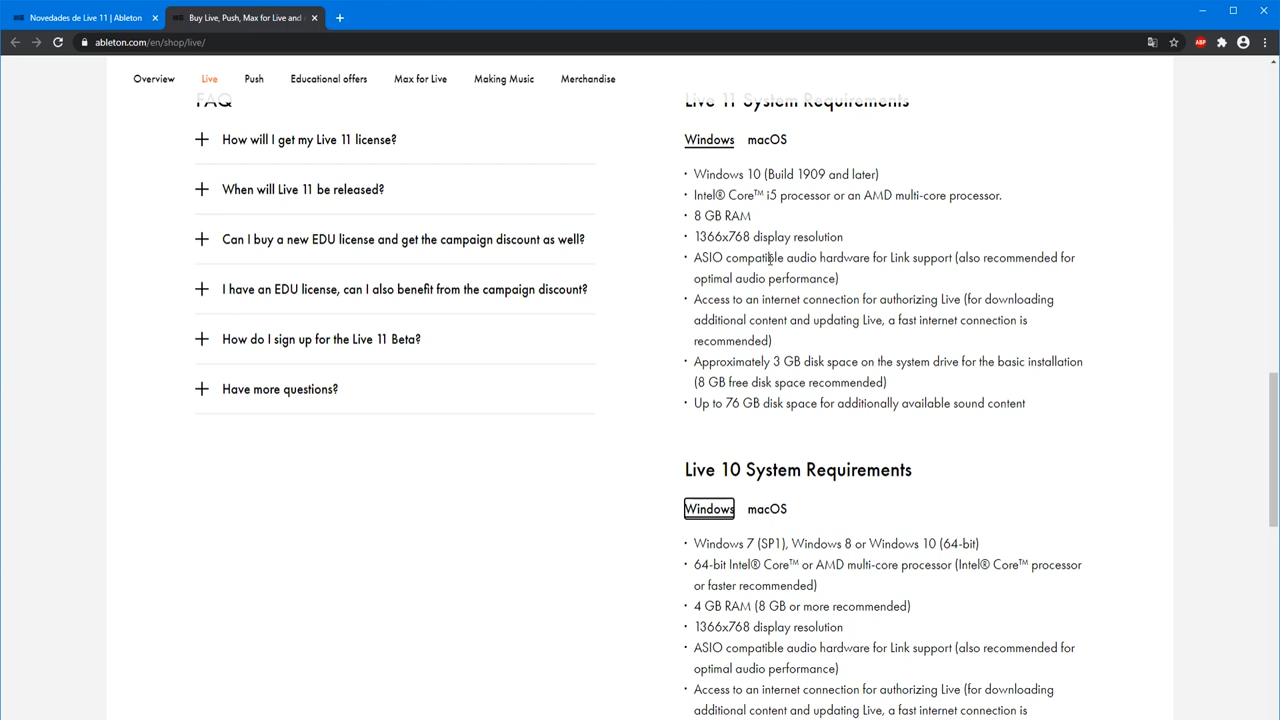 Novedades de Live 11 | Ableton
Buy Live, Push, Max for Live and
ableton.com/en/shop/live/
ABP
Overview Live Push Educational offers Max for Live Making Music Merchandise
FAQ
How will I get my Live 11 license?
When will Live 11 be released?
Can I buy a new EDU license and get the campaign discount as well?
I have an EDU license, can I also benefit from the campaign discount?
How do I sign up for the Live 11 Beta?
Have more questions?
Live 11 System Requirements
Windows macOS
· Windows 10 (Build 1909 and later)
· Intel® Core™ i5 processor or an AMD multi-core processor.
· 8 GB RAM
· 1366x768 display resolution
· ASIO compatible audio hardware for Link support (also recommended for
optimal audio performance)
· Access to an internet connection for authorizing Live (for downloading
additional content and updating Live, a fast internet connection is
recommended)
· Approximately 3 GB disk space on the system drive for the basic installation
(8 GB free disk space recommended)
· Up to 76 GB disk space for additionally available sound content
Live 10 System Requirements
Windows macOS
· Windows 7 (SP1), Windows 8 or Windows 10 (64-bit)
· 64-bit Intel® Core™ or AMD multi-core processor (Intel® Core™ processor
or faster recommended)
· 4 GB RAM (8 GB or more recommended)
· 1366x768 display resolution
· ASIO compatible audio hardware for Link support (also recommended for
optimal audio performance)
· Access to an internet connection for authorizing Live (for downloading
additional content and updating Live, a fast internet connection is